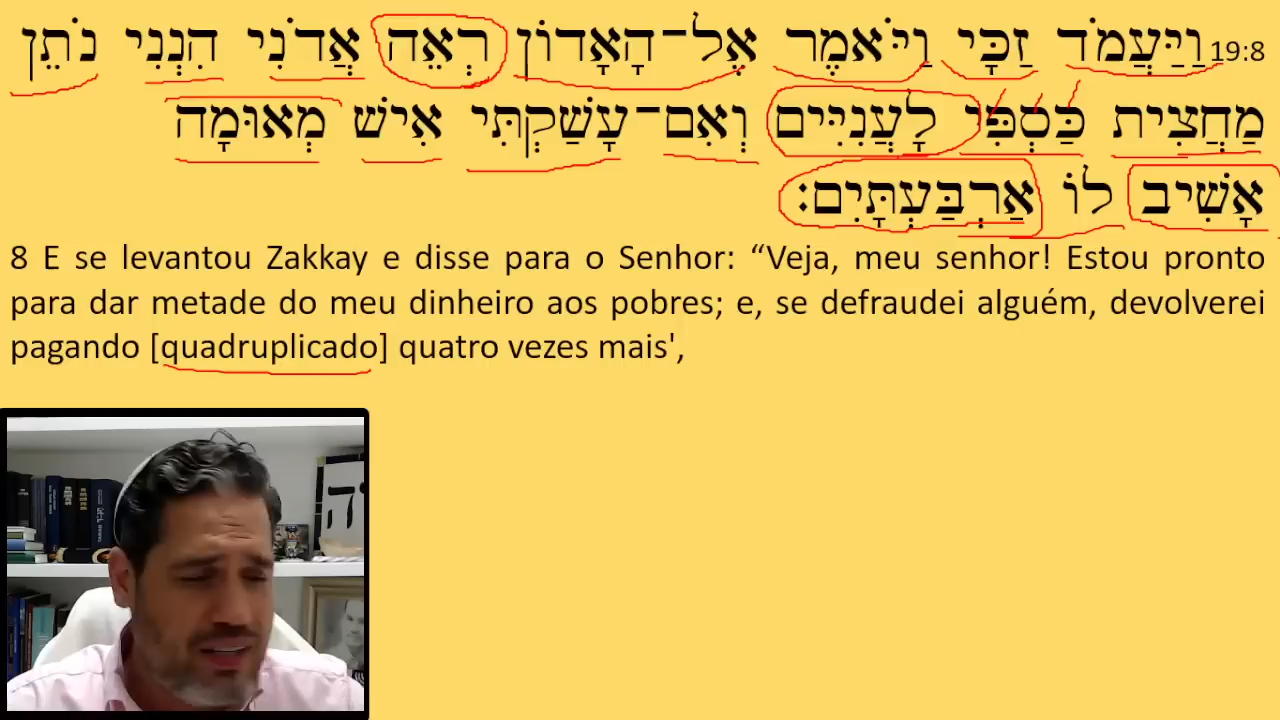 19:8 וַיַּעֲמֹד זַכָּי וַיֹּאמֶר אֶל־הָאָדוֹן רְאֵה אֲדֹנִי הִנְנִי נֹתֵן
מַחֲצִית כַּסְפִּי לָעֲנִיִּים וְאִם־עָשַׁקְתִּי אִישׁ מְאוּמָה
אָשִׁיב לוֹ אַרְבַּעְתָּיִם׃
8 E se levantou Zakkay e disse para o Senhor: “Veja, meu senhor! Estou pronto
para dar metade do meu dinheiro aos pobres; e, se defraudei alguém, devolverei
pagando [quadruplicado] quatro vezes mais',